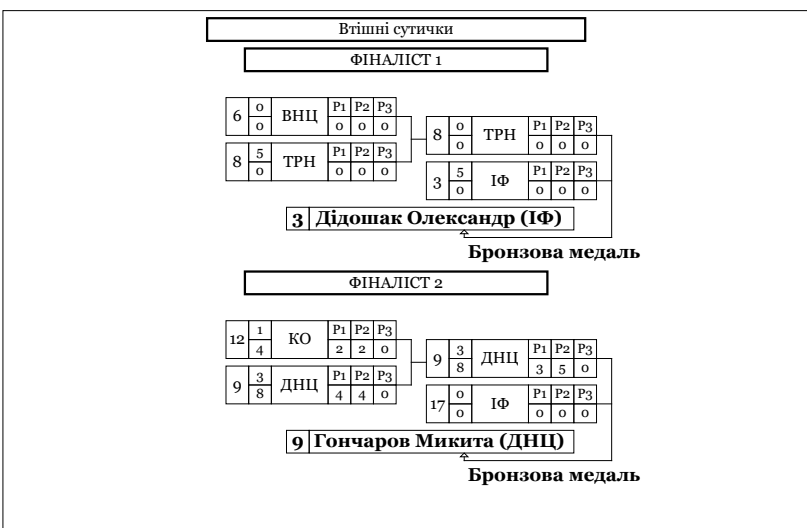 Втішні сутички
ФІНАЛІСТ 1
6 0 0 ВНЦ Р1 Р2 Р3 0 0 0
8 5 0 ТРН Р1 Р2 Р3 0 0 0
8 0 0 ТРН Р1 Р2 Р3 0 0 0
3 5 0 ІФ Р1 Р2 Р3 0 0 0
3 Дідошак Олександр (ІФ)
Бронзова медаль
ФІНАЛІСТ 2
12 1 4 КО Р1 Р2 Р3 2 2 0
9 3 8 ДНЦ Р1 Р2 Р3 4 4 0
9 3 8 ДНЦ Р1 Р2 Р3 3 5 0
17 0 0 ІФ Р1 Р2 Р3 0 0 0
9 Гончаров Микита (ДНЦ)
Бронзова медаль